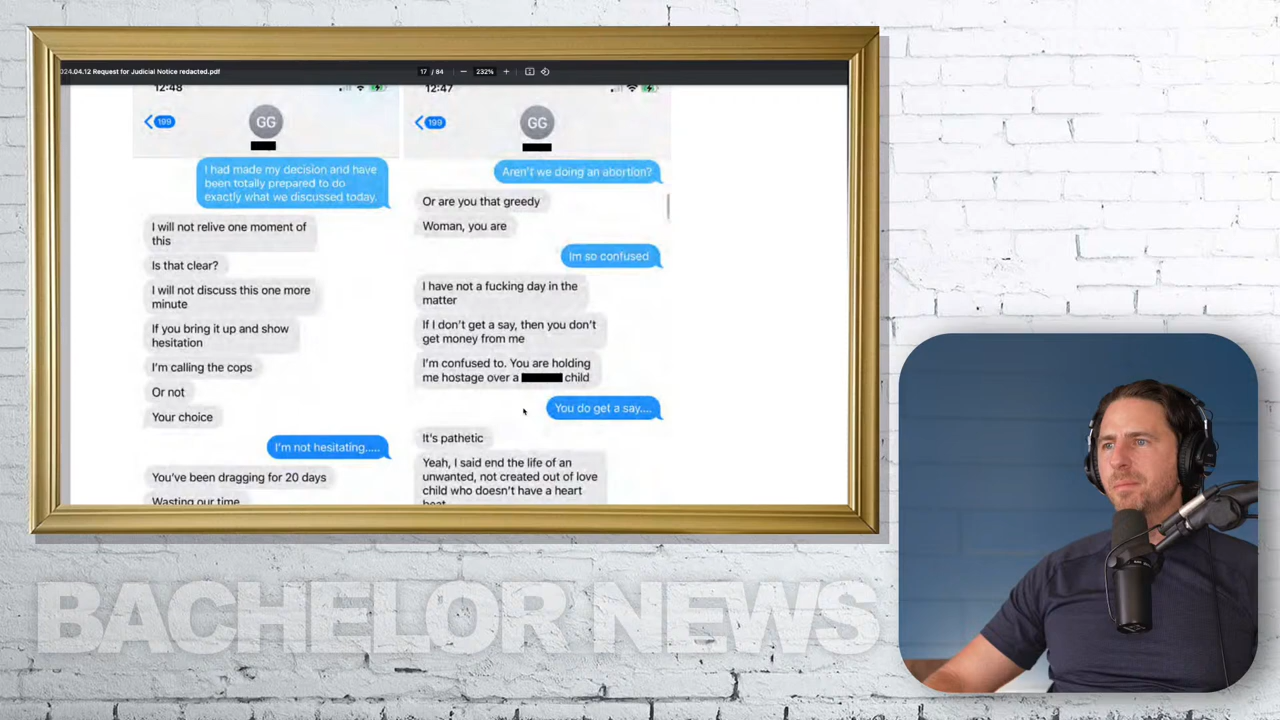 024.04.12 Request for Judicial Notice redacted.pdf
17 / 84
232%
12:48
199
GG
I had made my decision and have
been totally prepared to do
exactly what we discussed today.
I will not relive one moment of
this
Is that clear?
I will not discuss this one more
minute
If you bring it up and show
hesitation
I'm calling the cops
Or not
Your choice
I'm not hesitating.....
You've been dragging for 20 days
Wasting our time
12:47
199
GG
Aren't we doing an abortion?
Or are you that greedy
Woman, you are
Im so confused
I have not a fucking day in the
matter
If I don't get a say, then you don't
get money from me
I'm confused to. You are holding
me hostage over a child
You do get a say....
It's pathetic
Yeah, I said end the life of an
unwanted, not created out of love
child who doesn't have a heart
beat
BACHELOR NEWS